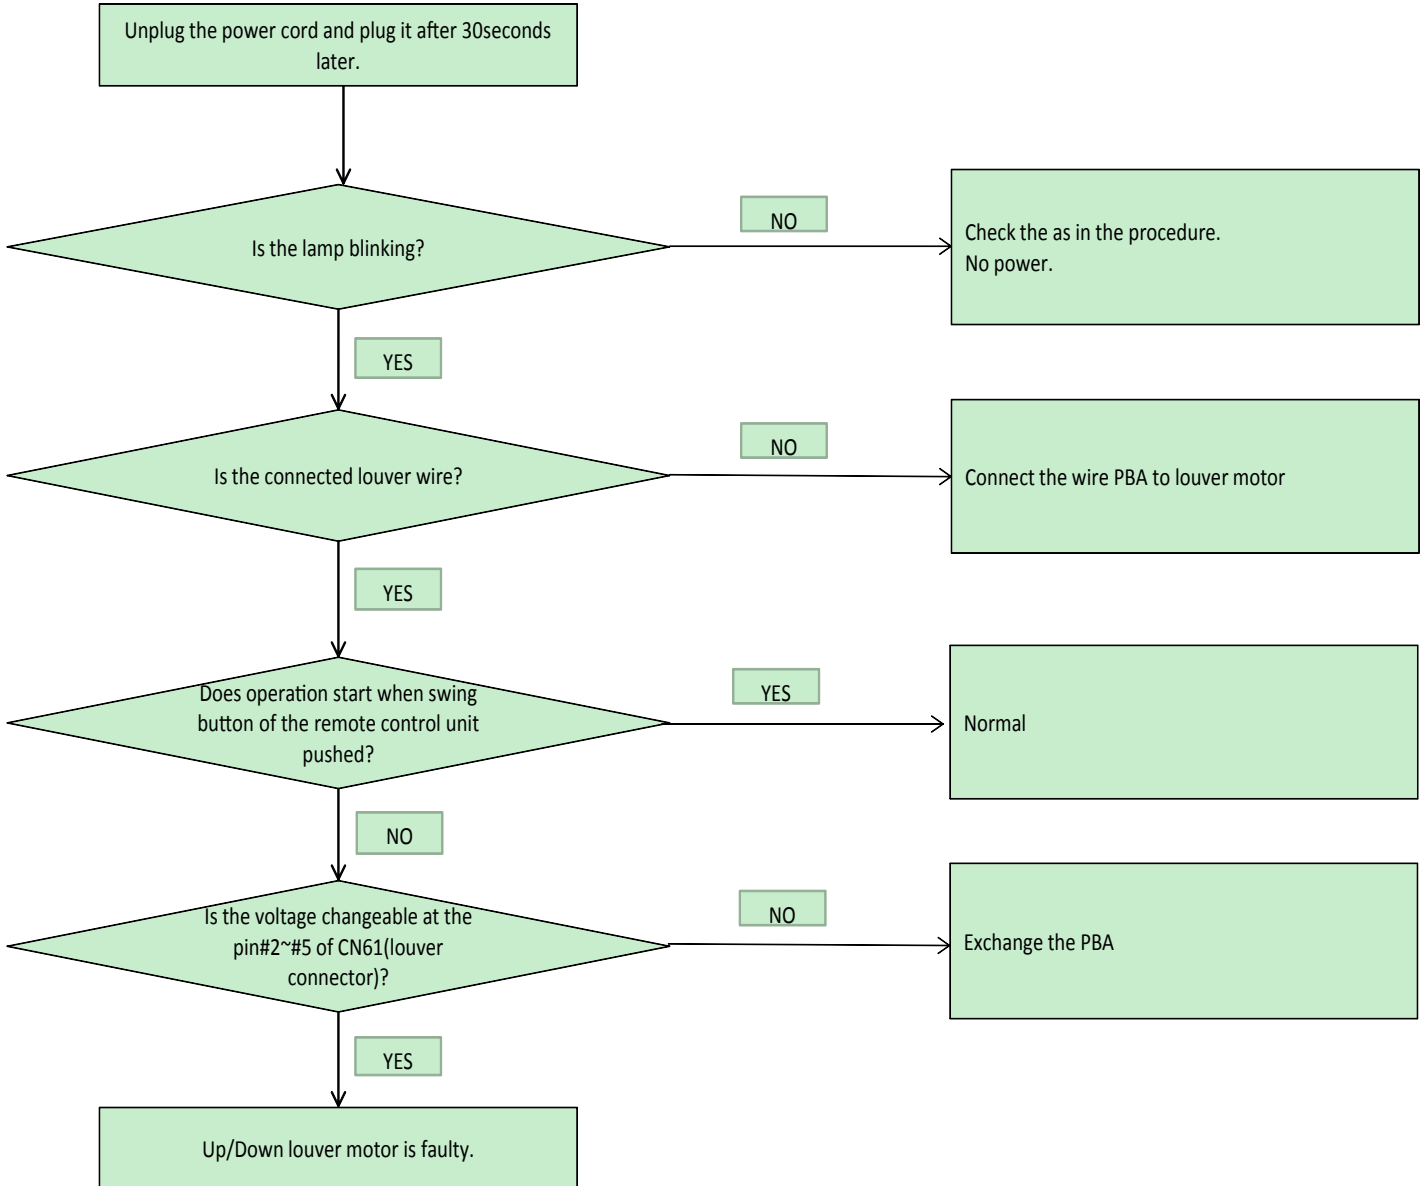 Unplug the power cord and plug it after 30seconds
later.
Is the lamp blinking?
NO
Check the as in the procedure.
No power.
YES
Is the connected louver wire?
NO
Connect the wire PBA to louver motor
YES
Does operation start when swing
button of the remote control unit
pushed?
YES
Normal
NO
Is the voltage changeable at the
pin#2~#5 of CN61(louver
connector)?
NO
Exchange the PBA
YES
Up/Down louver motor is faulty.